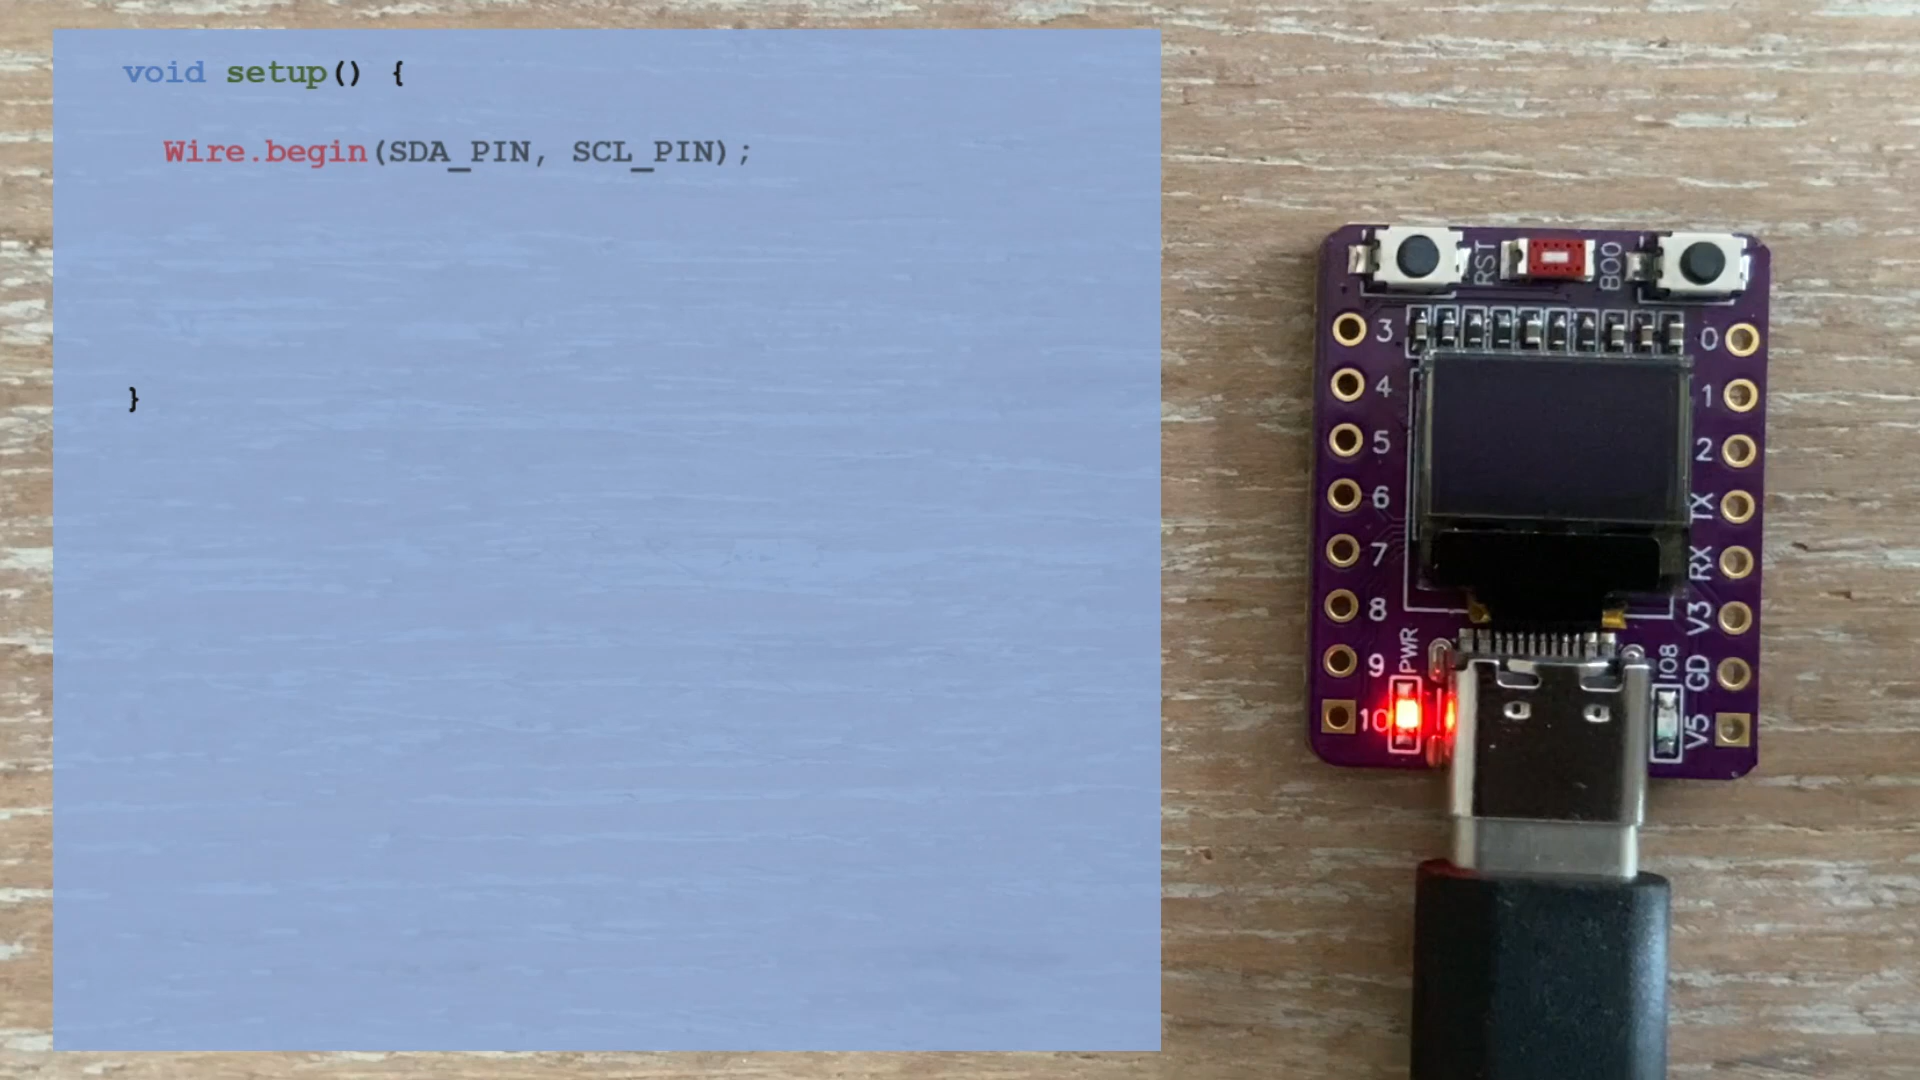 void setup() {
Wire.begin(SDA_PIN, SCL_PIN);
}
RST
BOO
3
0
4
1
5
2
6
TX
7
RX
8
V3
9
PWR
IO8
GD
10
V5